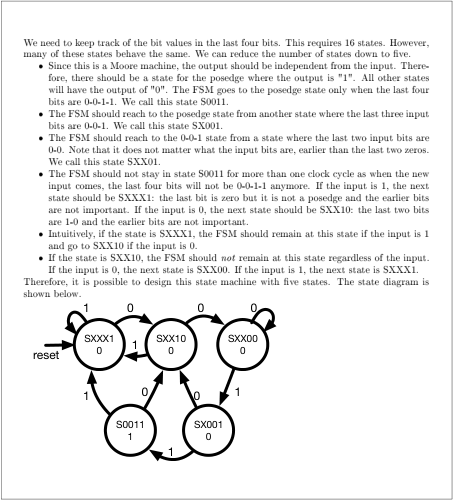 We need to keep track of the bit values in the last four bits. This requires 16 states. However,
many of these states behave the same. We can reduce the number of states down to five.
• Since this is a Moore machine, the output should be independent from the input. There-
fore, there should be a state for the posedge where the output is "1". All other states
will have the output of "0". The FSM goes to the posedge state only when the last four
bits are 0-0-1-1. We call this state S0011.
• The FSM should reach to the posedge state from another state where the last three input
bits are 0-0-1. We call this state SX001.
• The FSM should reach to the 0-0-1 state from a state where the last two input bits are
0-0. Note that it does not matter what the input bits are, earlier than the last two zeros.
We call this state SXX01.
• The FSM should not stay in state S0011 for more than one clock cycle as when the new
input comes, the last four bits will not be 0-0-1-1 anymore. If the input is 1, the next
state should be SXXX1: the last bit is zero but it is not a posedge and the earlier bits
are not important. If the input is 0, the next state should be SXX10: the last two bits
are 1-0 and the earlier bits are not important.
• Intuitively, if the state is SXXX1, the FSM should remain at this state if the input is 1
and go to SXX10 if the input is 0.
• If the state is SXX10, the FSM should not remain at this state regardless of the input.
If the input is 0, the next state is SXX00. If the input is 1, the next state is SXXX1.
Therefore, it is possible to design this state machine with five states. The state diagram is
shown below.
1 0 0 0
SXXX1 SXX10 SXX00
0 1 0 0
reset
1 0 0 1
S0011 SX001
1 0
1